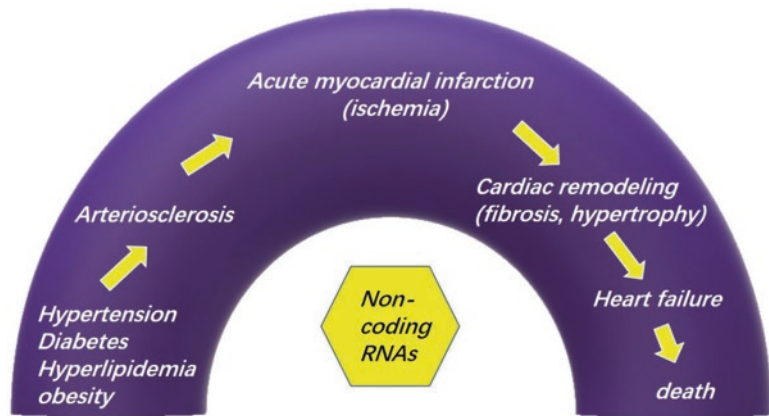 Acute myocardial infarction
(ischemia)
Arteriosclerosis
Cardiac remodeling
(fibrosis, hypertrophy)
Hypertension
Diabetes
Hyperlipidemia
obesity
Non-
coding
RNAs
Heart failure
death